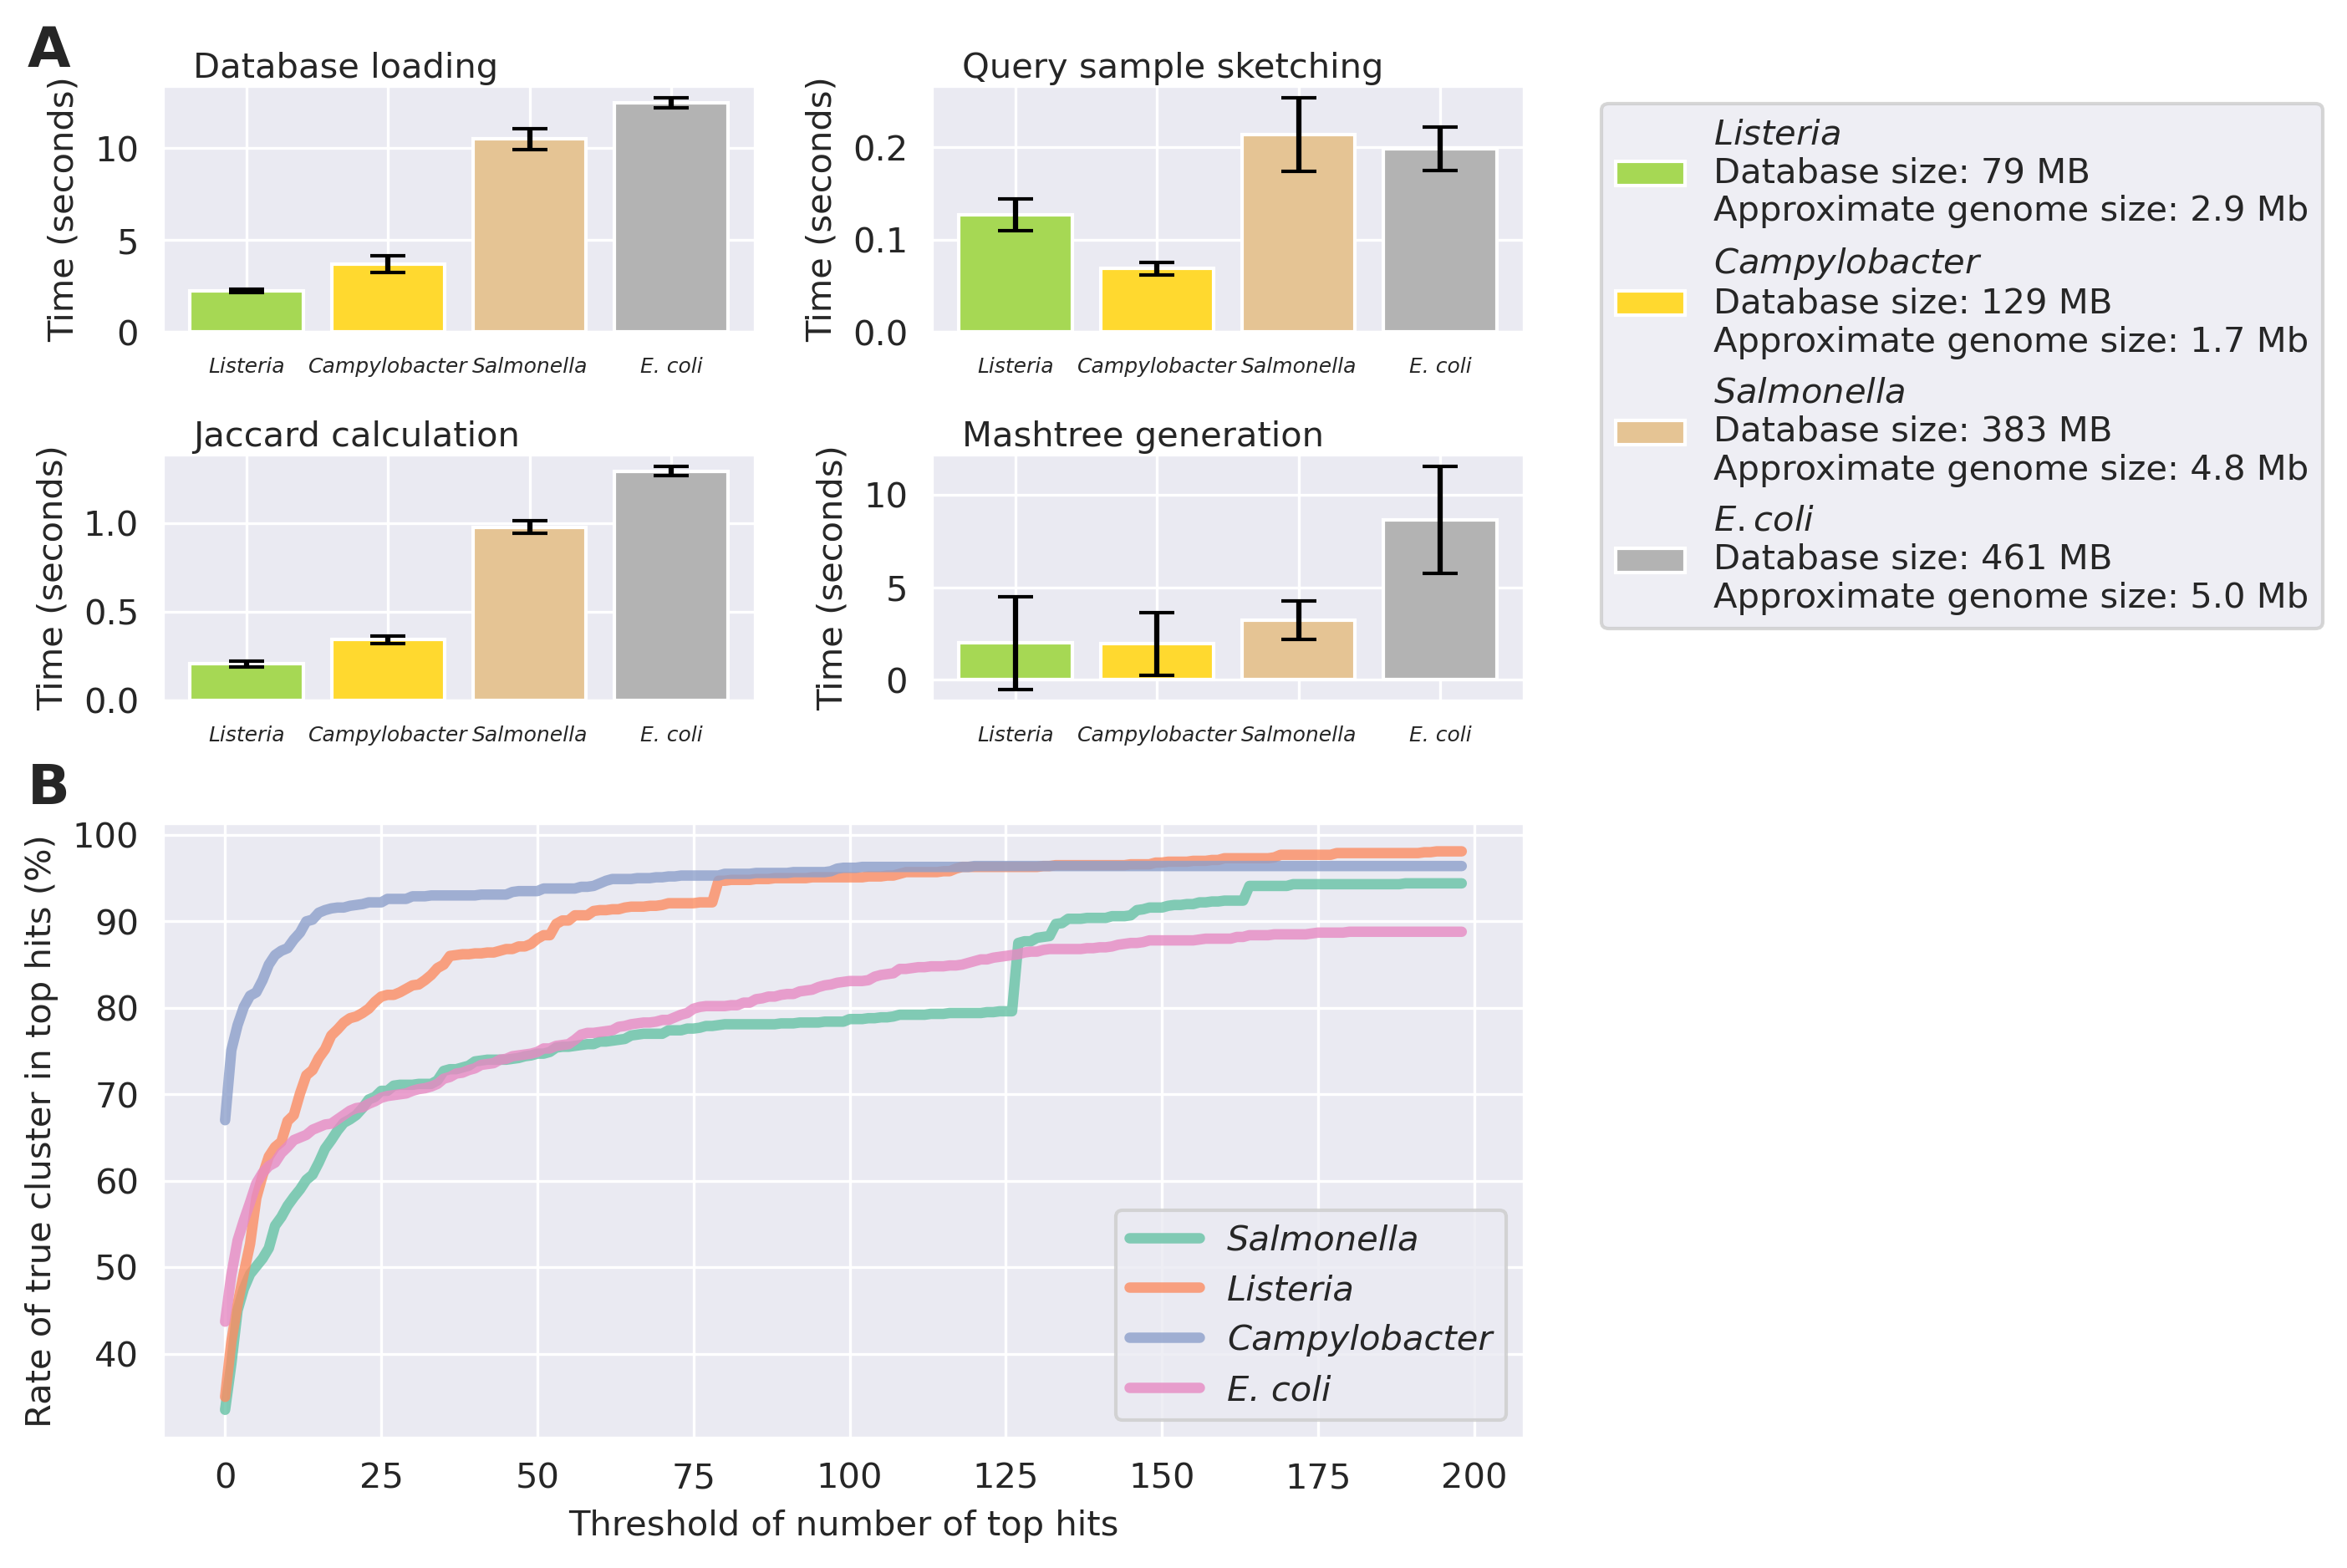 A
Database loading
Time (seconds)
10
5
0
Listeria Campylobacter Salmonella E. coli
Query sample sketching
Time (seconds)
0.2
0.1
0.0
Listeria Campylobacter Salmonella E. coli
Listeria
Database size: 79 MB
Approximate genome size: 2.9 Mb
Campylobacter
Database size: 129 MB
Approximate genome size: 1.7 Mb
Salmonella
Database size: 383 MB
Approximate genome size: 4.8 Mb
E.coli
Database size: 461 MB
Approximate genome size: 5.0 Mb
Jaccard calculation
Time (seconds)
1.0
0.5
0.0
Listeria Campylobacter Salmonella E. coli
Mashtree generation
Time (seconds)
10
5
0
Listeria Campylobacter Salmonella E. coli
B
Rate of true cluster in top hits (%)
100
90
80
70
60
50
40
Salmonella
Listeria
Campylobacter
E. coli
0 25 50 75 100 125 150 175 200
Threshold of number of top hits